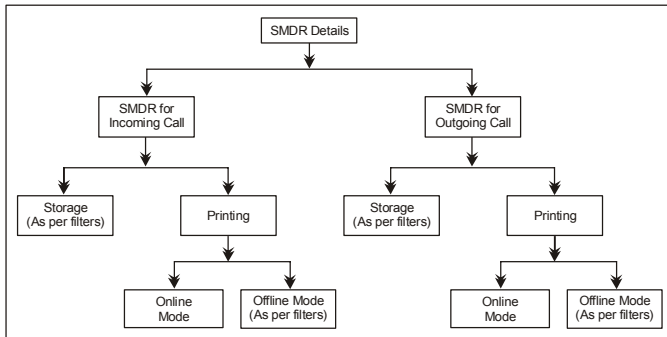 SMDR Details
SMDR for
Incoming Call
SMDR for
Outgoing Call
Storage
(As per filters)
Printing
Storage
(As per filters)
Printing
Online
Mode
Offline Mode
(As per filters)
Online
Mode
Offline Mode
(As per filters)